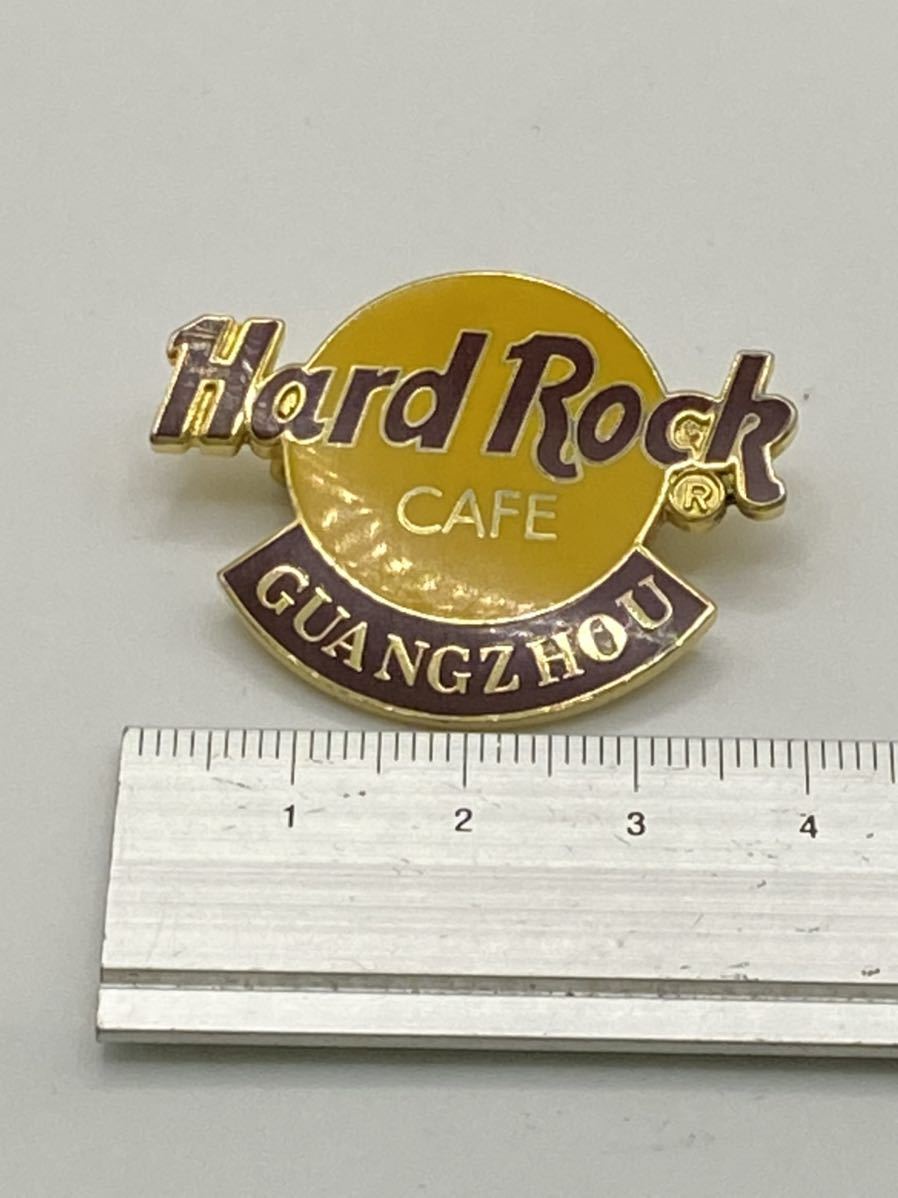 Hard Rock
CAFE
®
GUANGZHOU
1 2 3 4